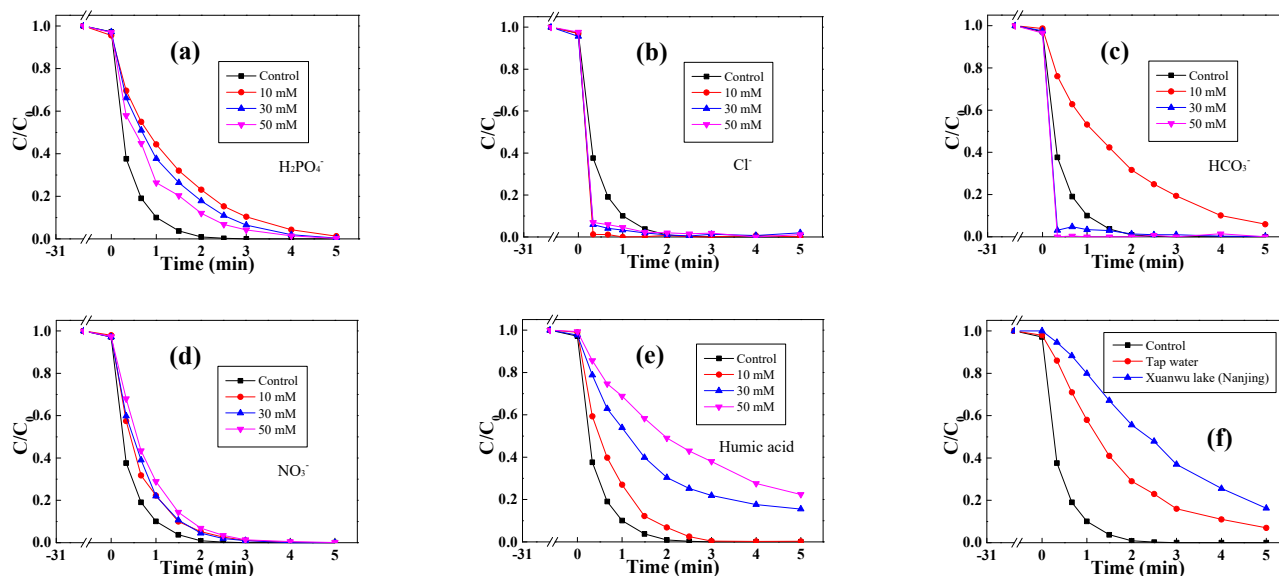 (a)
Control
10 mM
30 mM
50 mM
H₂PO₄⁻
C/C₀
1.0
0.8
0.6
0.4
0.2
0.0
-31 0 1 2 3 4 5
Time (min)
(b)
Control
10 mM
30 mM
50 mM
Cl⁻
C/C₀
1.0
0.8
0.6
0.4
0.2
0.0
-31 0 1 2 3 4 5
Time (min)
(c)
Control
10 mM
30 mM
50 mM
HCO₃⁻
C/C₀
1.0
0.8
0.6
0.4
0.2
0.0
-31 0 1 2 3 4 5
Time (min)
(d)
Control
10 mM
30 mM
50 mM
NO₃⁻
C/C₀
1.0
0.8
0.6
0.4
0.2
0.0
-31 0 1 2 3 4 5
Time (min)
(e)
Control
10 mM
30 mM
50 mM
Humic acid
C/C₀
1.0
0.8
0.6
0.4
0.2
0.0
-31 0 1 2 3 4 5
Time (min)
Control
Tap water
Xuanwu lake (Nanjing)
(f)
C/C₀
1.0
0.8
0.6
0.4
0.2
0.0
-31 0 1 2 3 4 5
Time (min)